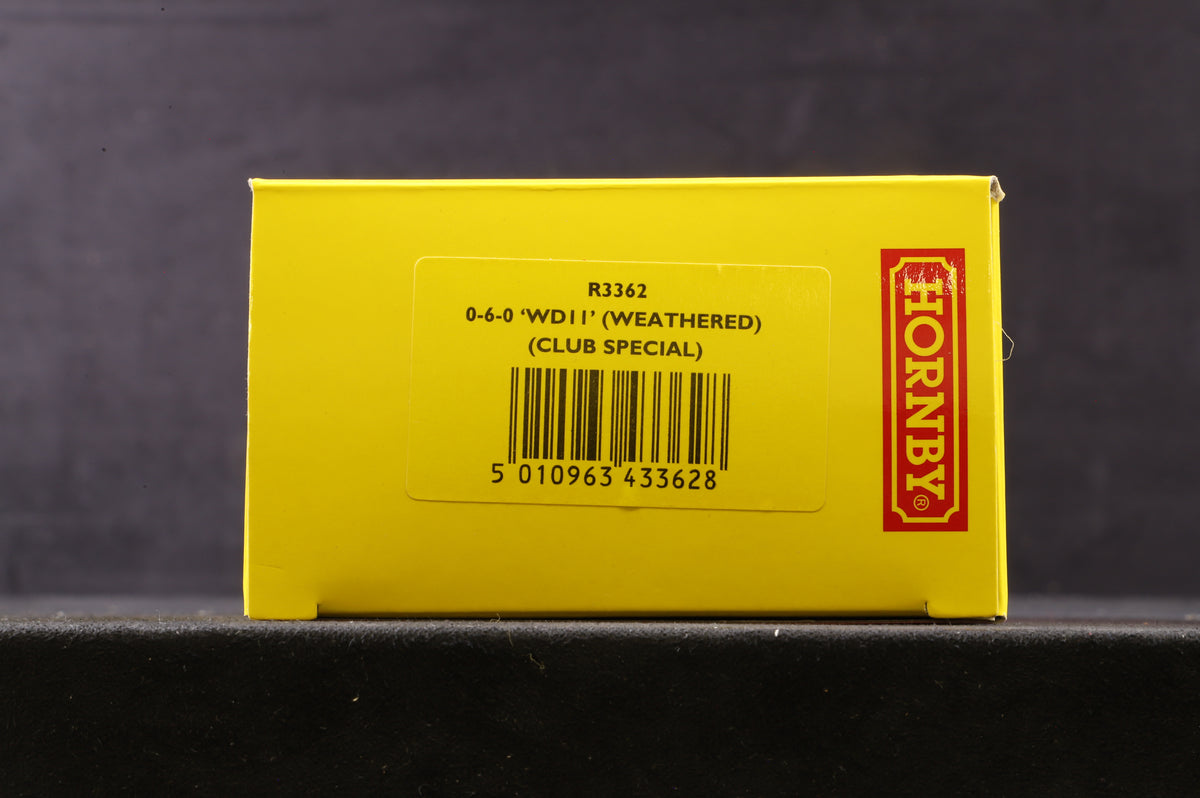 R3362
0-6-0 ‘WD11’ (WEATHERED)
(CLUB SPECIAL)
5 010963 433628
HORNBY®